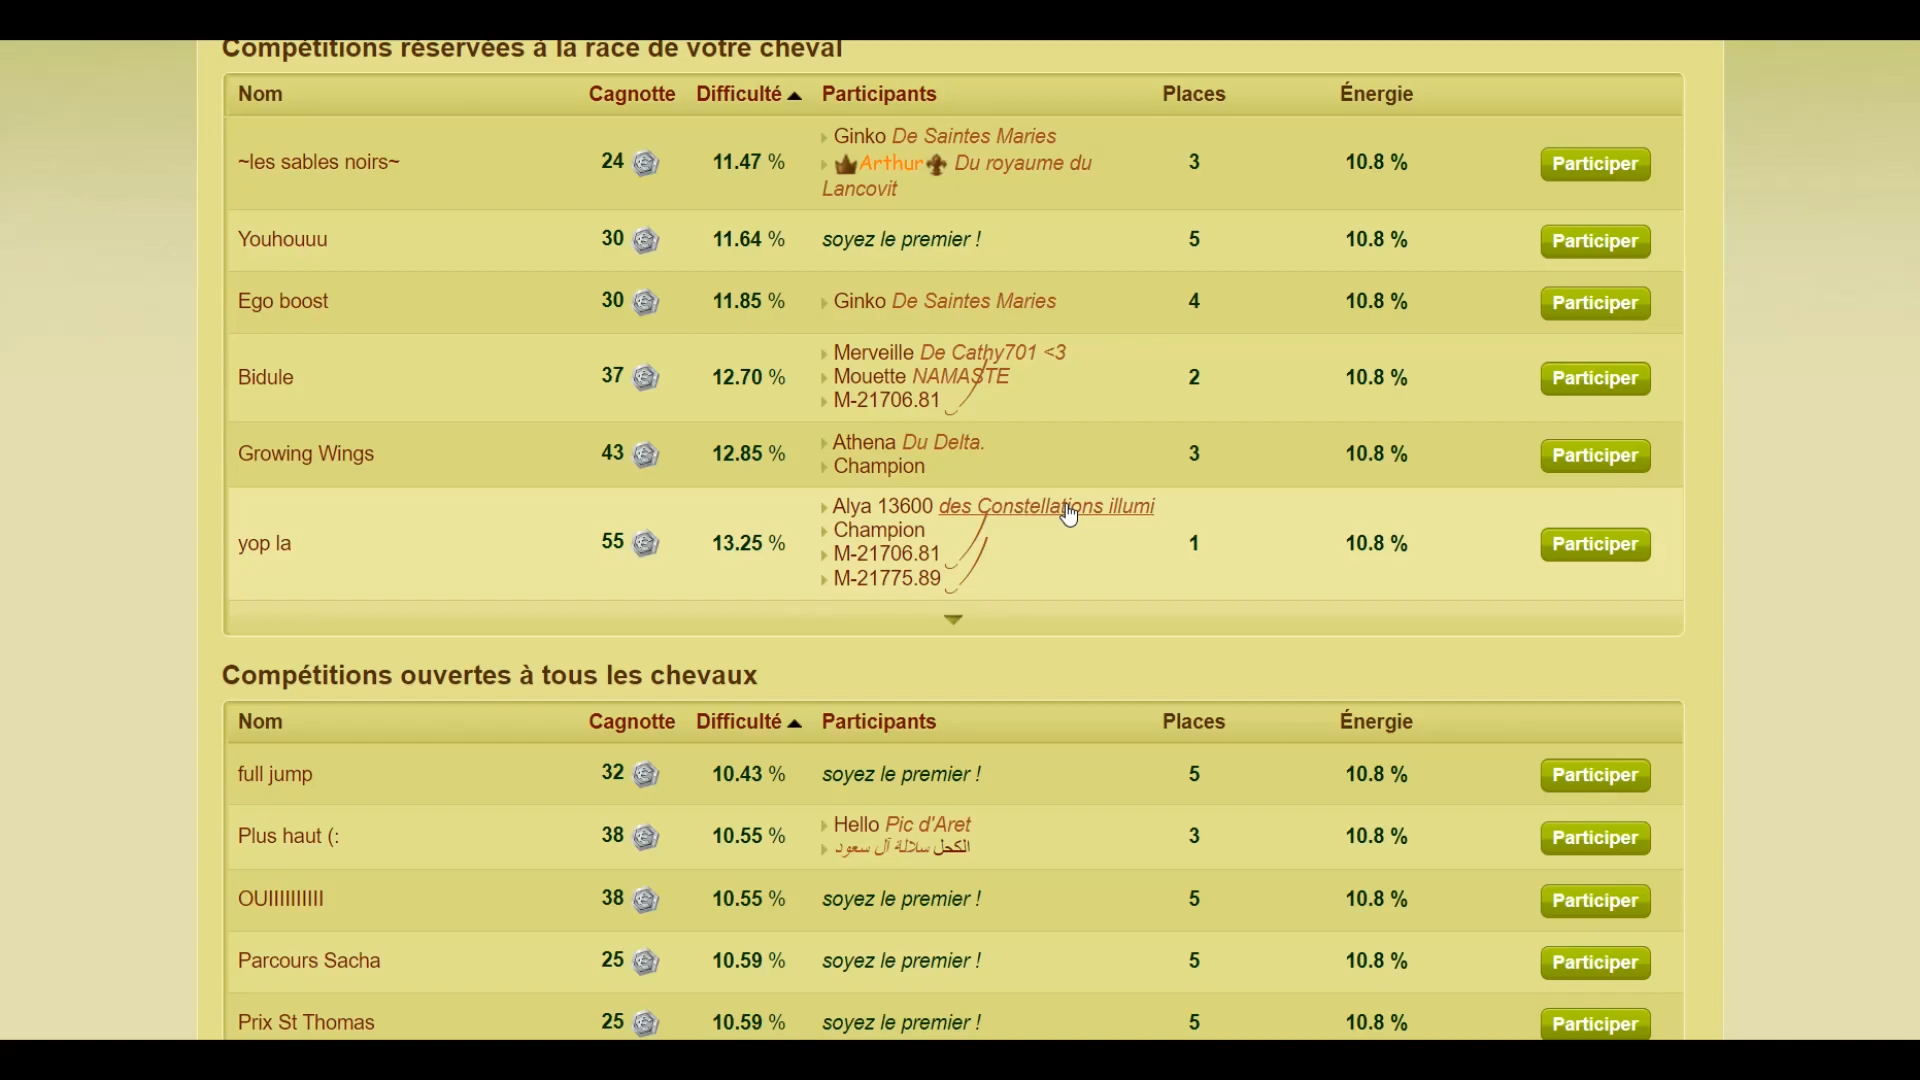 Compétitions réservées à la race de votre cheval
Nom Cagnotte Difficulté Participants Places Énergie
~les sables noirs~ 24 11.47 % Ginko De Saintes Maries 3 10.8 % Participer
Arthur Du royaume du
Lancovit
Youhouuu 30 11.64 % soyez le premier ! 5 10.8 % Participer
Ego boost 30 11.85 % Ginko De Saintes Maries 4 10.8 % Participer
Bidule 37 12.70 % Merveille De Cathy701 <3 2 10.8 % Participer
Mouette NAMASTE
M-21706.81
Growing Wings 43 12.85 % Athena Du Delta. 3 10.8 % Participer
Champion
yop la 55 13.25 % Alya 13600 des Constellations illumi 1 10.8 % Participer
Champion
M-21706.81
M-21775.89
Compétitions ouvertes à tous les chevaux
Nom Cagnotte Difficulté Participants Places Énergie
full jump 32 10.43 % soyez le premier ! 5 10.8 % Participer
Plus haut (: 38 10.55 % Hello Pic d'Aret 3 10.8 % Participer
الكحل سلالة آل سعود
OUIIIIIIIIII 38 10.55 % soyez le premier ! 5 10.8 % Participer
Parcours Sacha 25 10.59 % soyez le premier ! 5 10.8 % Participer
Prix St Thomas 25 10.59 % soyez le premier ! 5 10.8 % Participer